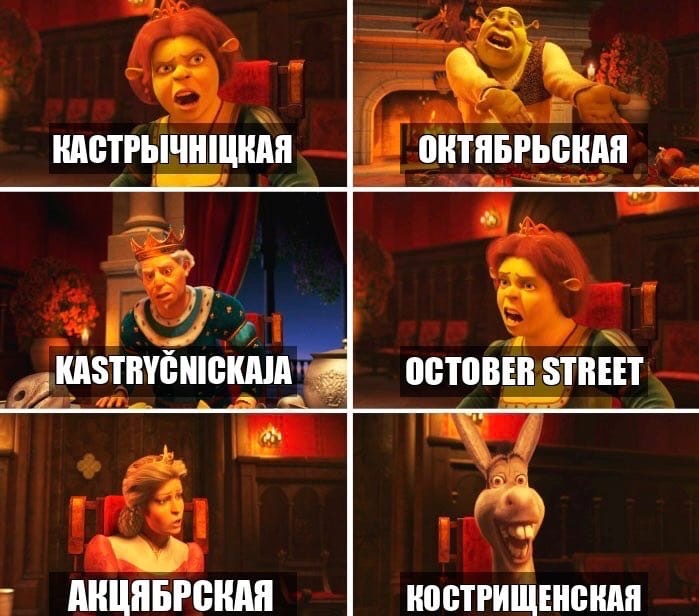 КАСТРЫЧНІЦКАЯ
ОКТЯБРЬСКАЯ
KASTRYČNICKAJA
OCTOBER STREET
АКЦЯБРСКАЯ
КОСТРИЩЕНСКАЯ